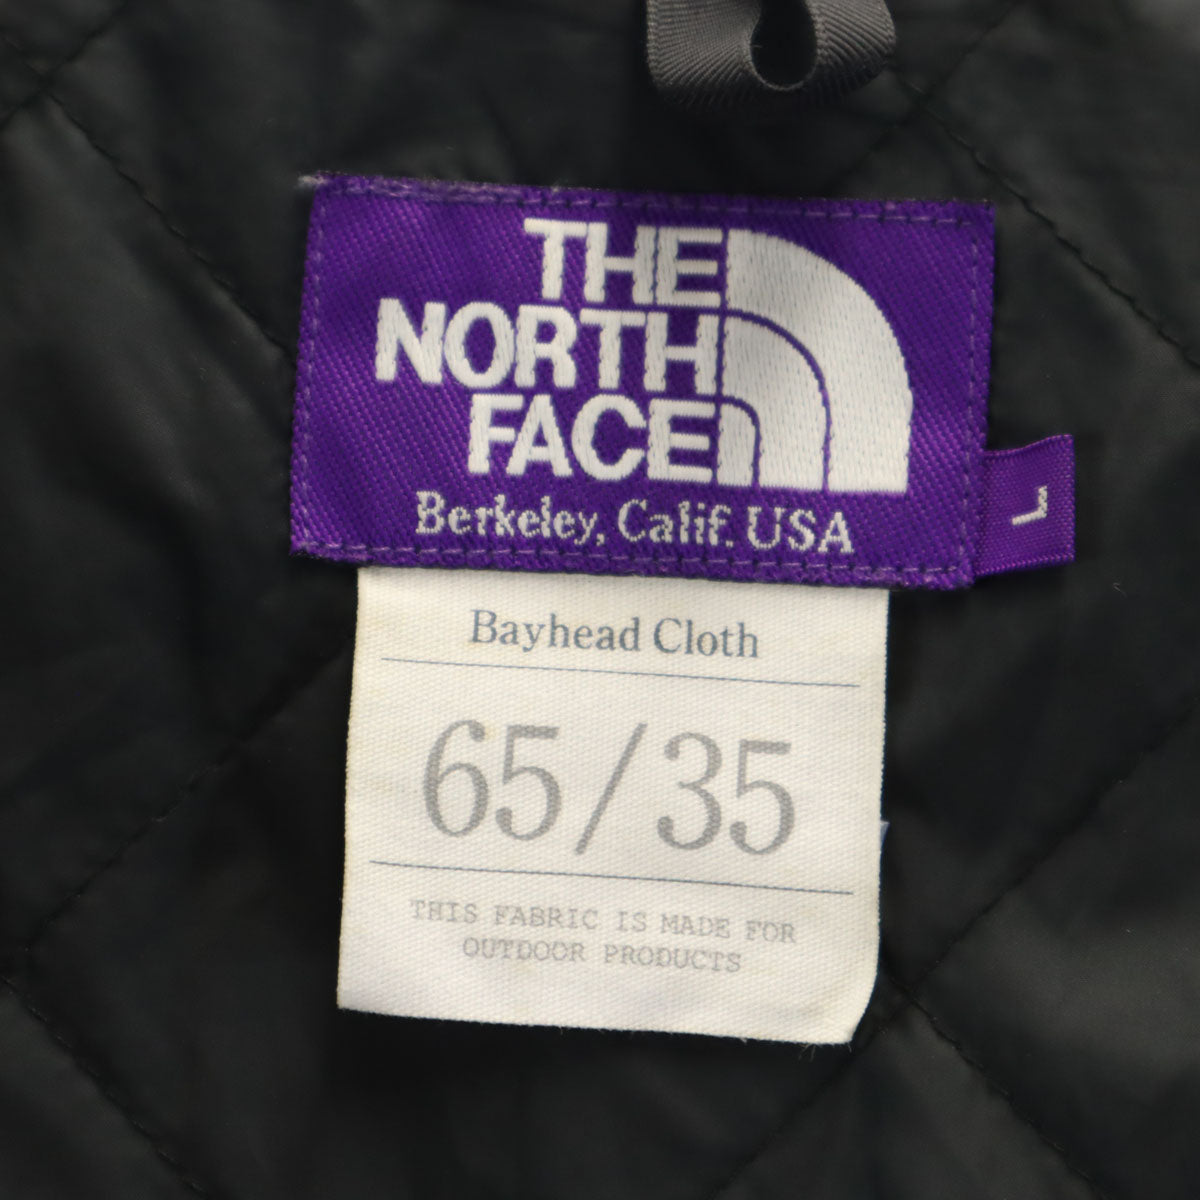 THE
NORTH
FACE
Berkeley, Calif. USA
L
Bayhead Cloth
65/35
THIS FABRIC IS MADE FOR
OUTDOOR PRODUCTS